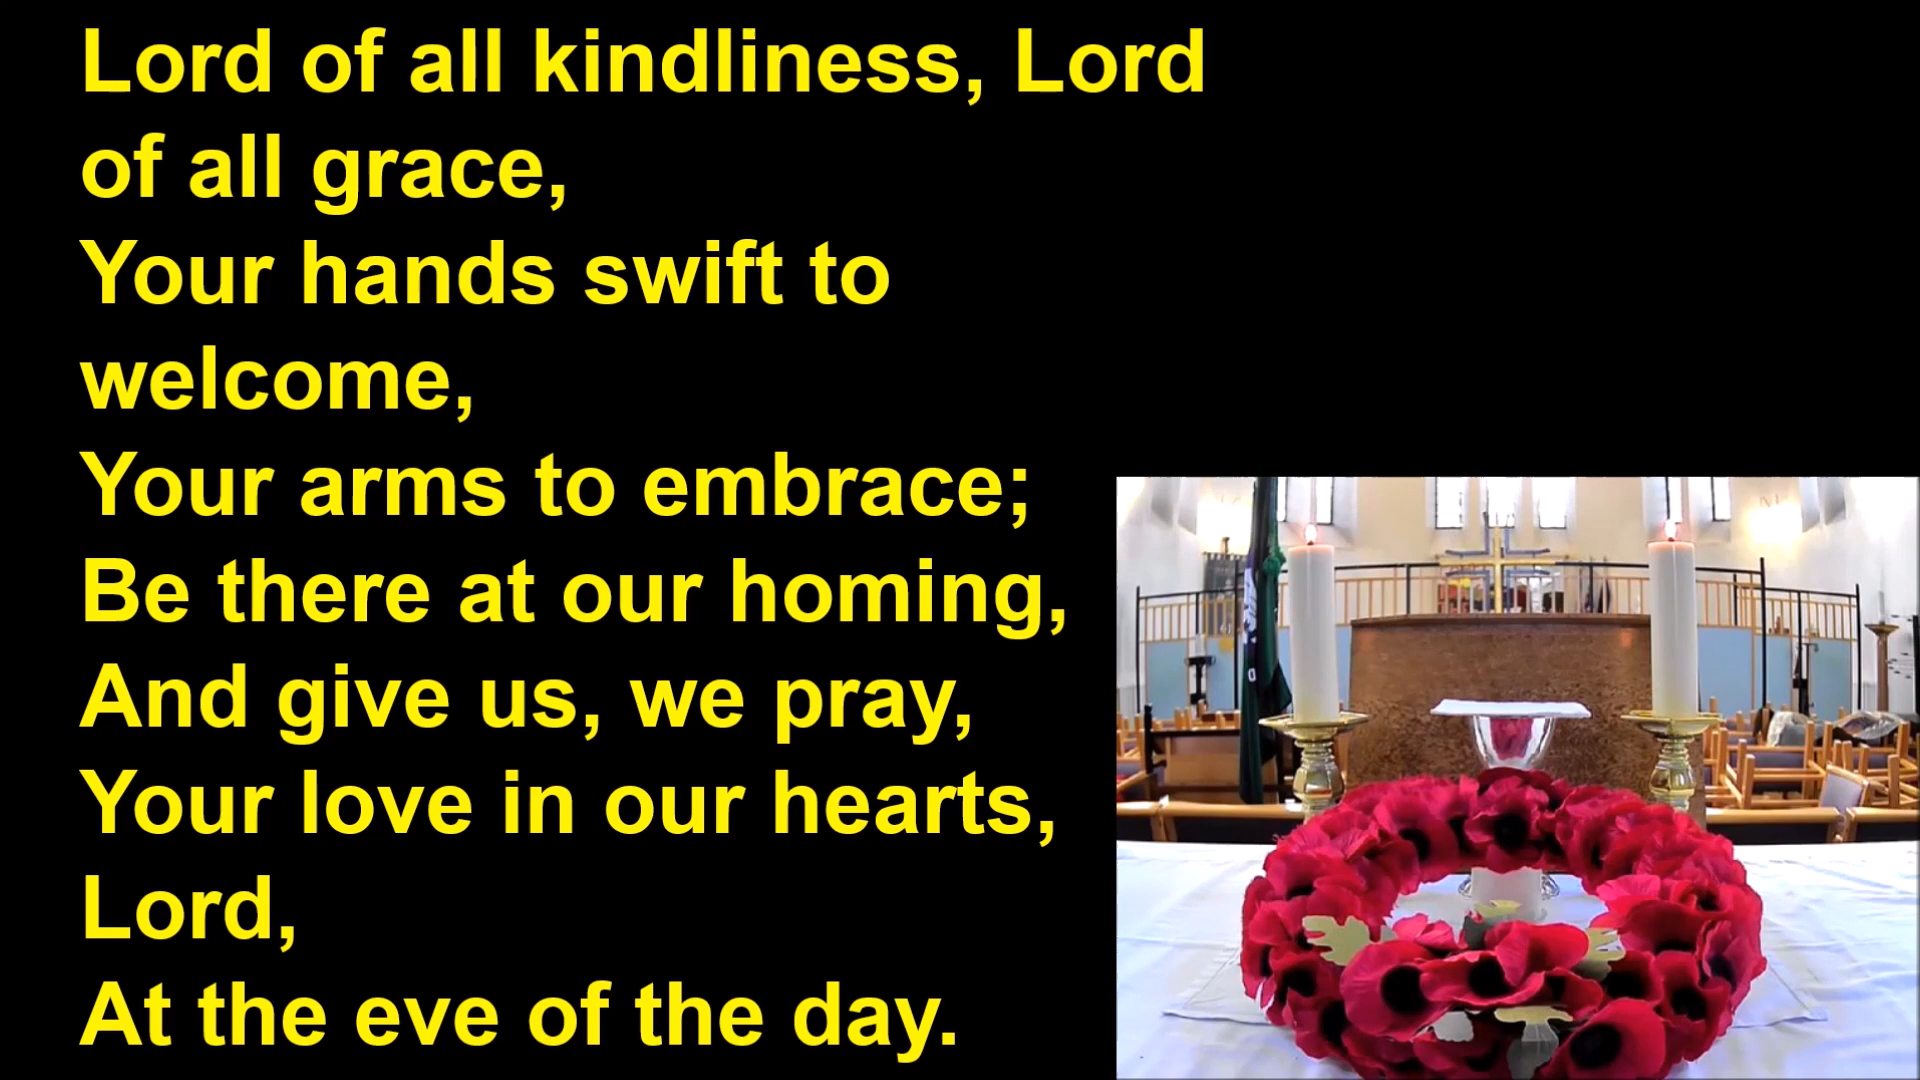 Lord of all kindliness, Lord
of all grace,
Your hands swift to
welcome,
Your arms to embrace;
Be there at our homing,
And give us, we pray,
Your love in our hearts,
Lord,
At the eve of the day.